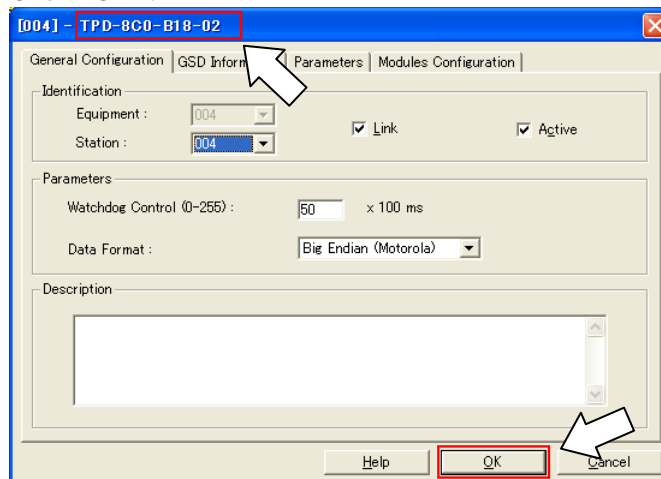 [004] - TPD-8C0-B18-02
General Configuration GSD Inform Parameters Modules Configuration
Identification
Equipment : 004
Link Active
Station : 004
Parameters
Watchdog Control (0-255) : 50 x 100 ms
Data Format : Big Endian (Motorola)
Description
Help OK Cancel